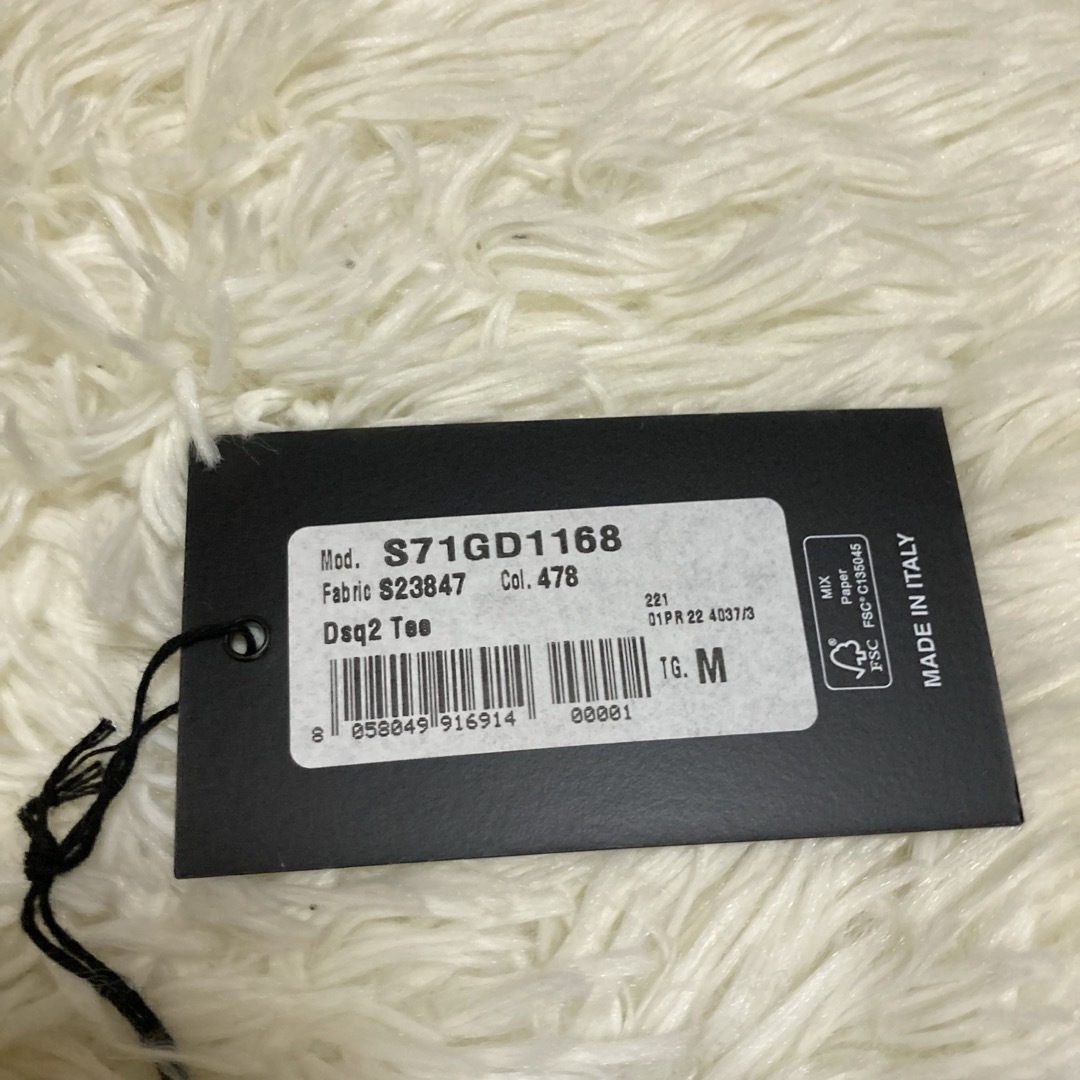 Mod. S71GD1168
Fabric S23847 Col. 478
Dsq2 Tee
221
01PR 22 4037/3
TG. M
8 058049 916914 00001
MIX
Paper
FSC® C135045
FSC
MADE IN ITALY